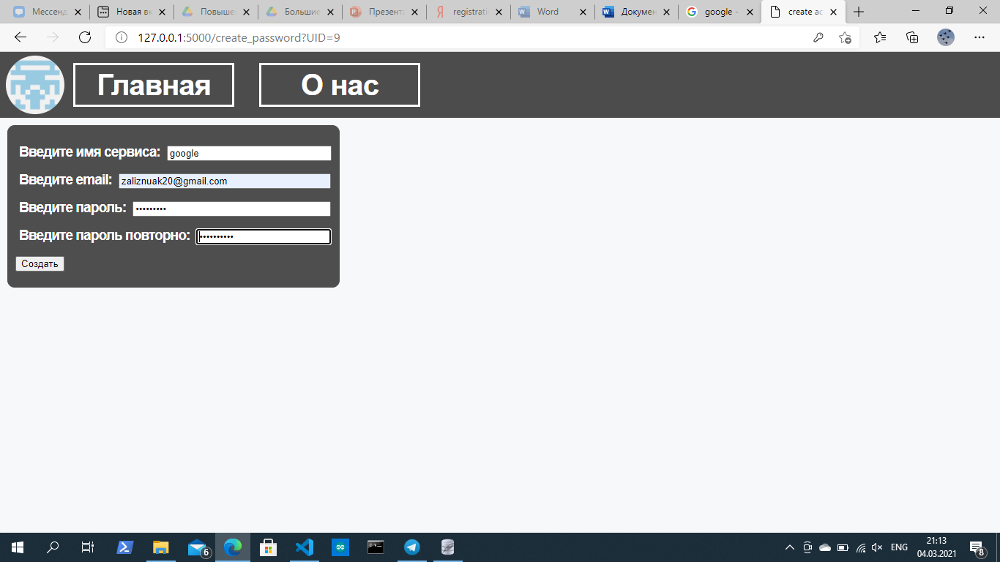 Мессенд
Новая вк
Повыше
Большие
Презента
registrati
Word
Докумен
google -
create ac
127.0.0.1:5000/create_password?UID=9
Главная
О нас
Введите имя сервиса: google
Введите email: zaliznuak20@gmail.com
Введите пароль: •••••••••
Введите пароль повторно: ••••••••••
Создать
6
ENG
21:13
04.03.2021
8